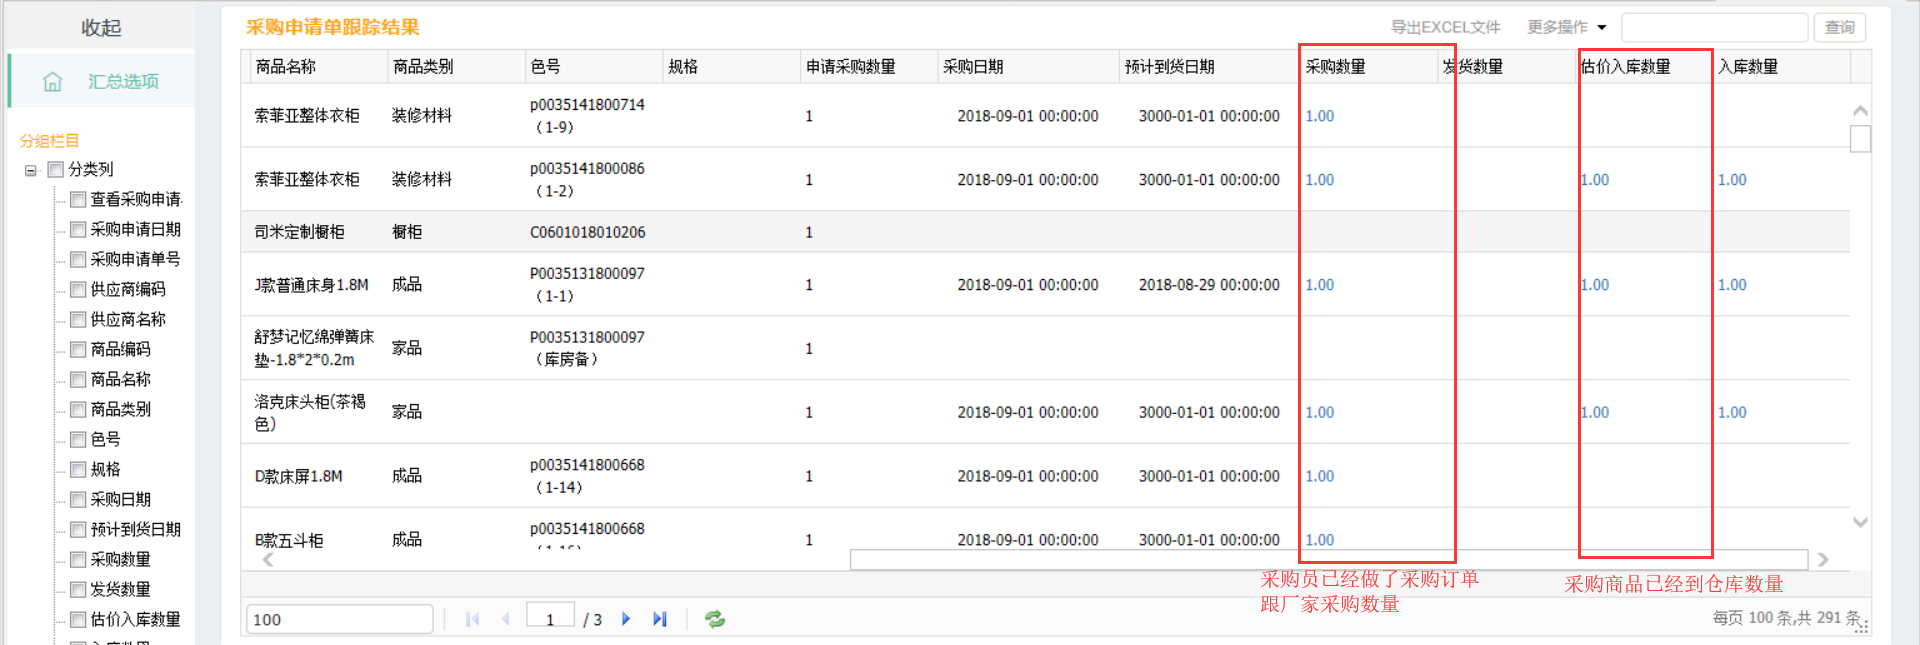 收起
汇总选项
分组栏目
分类列
查看采购申请.
采购申请日期
采购申请单号
供应商编码
供应商名称
商品编码
商品名称
商品类别
色号
规格
采购日期
预计到货日期
采购数量
发货数量
估价入库数量
采购申请单跟踪结果
导出EXCEL文件 更多操作 查询
商品名称 商品类别 色号 规格 申请采购数量 采购日期 预计到货日期 采购数量 发货数量 估价入库数量 入库数量
索菲亚整体衣柜 装修材料 p0035141800714 1 2018-09-01 00:00:00 3000-01-01 00:00:00 1.00
（1-9）
索菲亚整体衣柜 装修材料 p0035141800086 1 2018-09-01 00:00:00 3000-01-01 00:00:00 1.00 1.00 1.00
（1-2）
司米定制橱柜 橱柜 C0601018010206 1
J款普通床身1.8M 成品 P0035131800097 1 2018-09-01 00:00:00 2018-08-29 00:00:00 1.00 1.00 1.00
（1-1）
舒梦记忆绵弹簧床 家品 P0035131800097 1
垫-1.8*2*0.2m （库房备）
洛克床头柜(茶褐 家品 1 2018-09-01 00:00:00 3000-01-01 00:00:00 1.00 1.00 1.00
色)
D款床屏1.8M 成品 p0035141800668 1 2018-09-01 00:00:00 3000-01-01 00:00:00 1.00
（1-14）
B款五斗柜 成品 p0035141800668 1 2018-09-01 00:00:00 3000-01-01 00:00:00 1.00
采购员已经做了采购订单
跟厂家采购数量
采购商品已经到仓库数量
100 1 / 3 每页 100 条,共 291 条